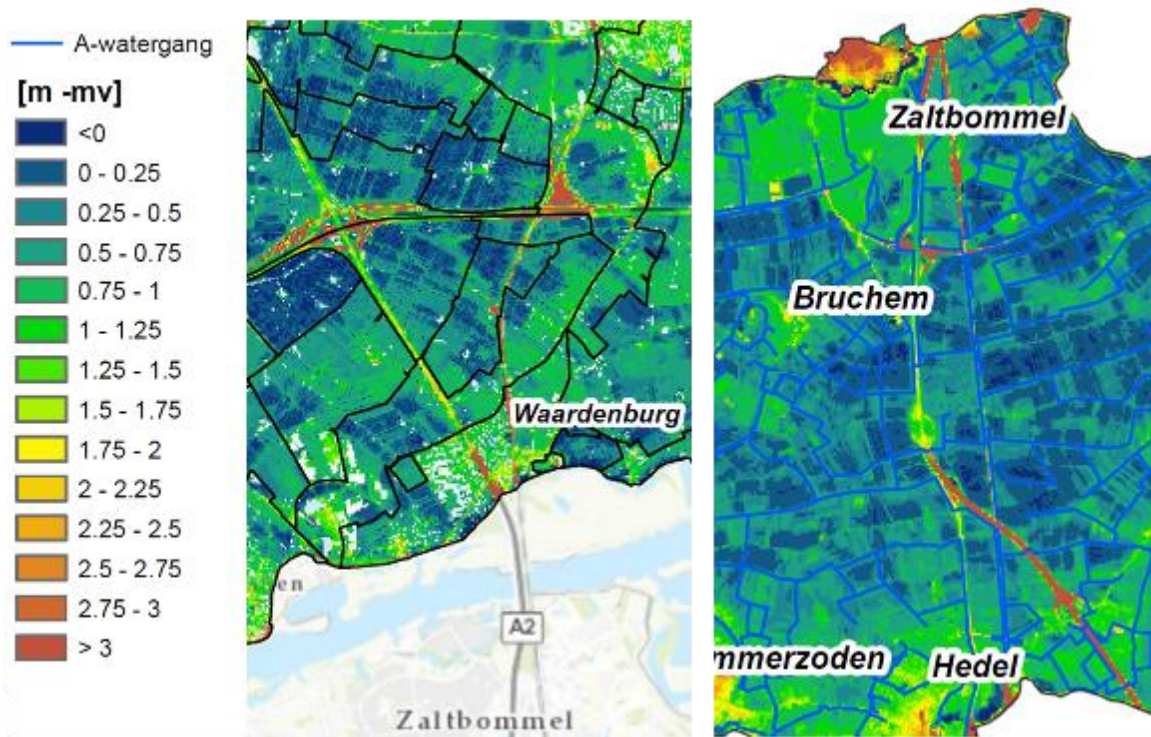 A-watergang
[m -mv]
<0
0 - 0.25
0.25 - 0.5
0.5 - 0.75
0.75 - 1
1 - 1.25
1.25 - 1.5
1.5 - 1.75
1.75 - 2
2 - 2.25
2.25 - 2.5
2.5 - 2.75
2.75 - 3
> 3
Waardenburg
en
A2
Zaltbommel
Zaltbommel
Bruchem
mmerzoden
Hedel